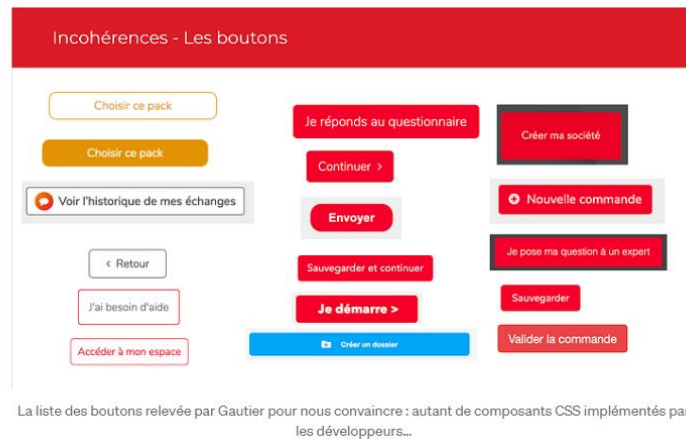 Incohérences - Les boutons
Choisir ce pack
Choisir ce pack
Voir l'historique de mes échanges
< Retour
J'ai besoin d'aide
Accéder à mon espace
Je réponds au questionnaire
Continuer >
Envoyer
Sauvegarder et continuer
Je démarre >
Créer un dossier
Créer ma société
Nouvelle commande
Je pose ma question à un expert
Sauvegarder
Valider la commande
La liste des boutons relevée par Gautier pour nous convaincre : autant de composants CSS implémentés par
les développeurs...